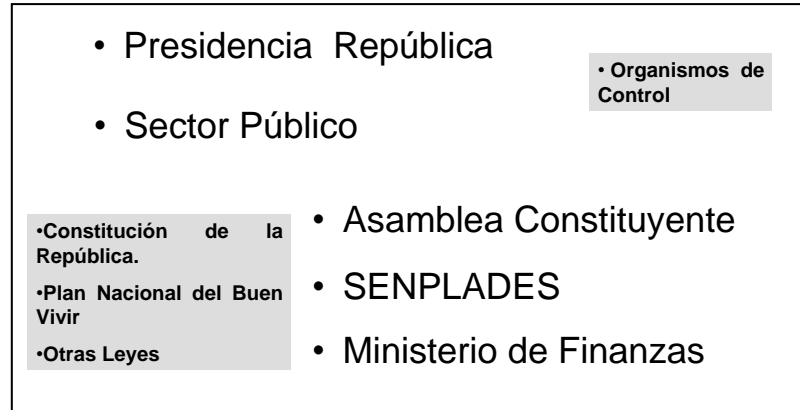 • Presidencia República
• Organismos de
Control
• Sector Público
•Constitución de la
República.
•Plan Nacional del Buen
Vivir
•Otras Leyes
• Asamblea Constituyente
• SENPLADES
• Ministerio de Finanzas